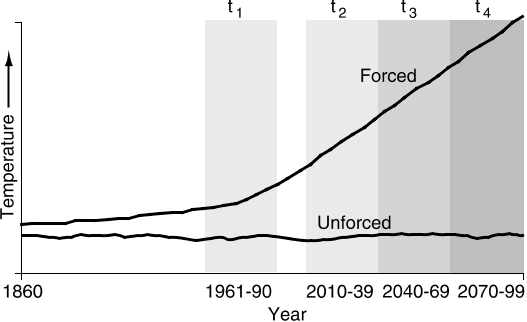 t1 t2 t3 t4
Forced
Temperature
Unforced
1860 1961-90 2010-39 2040-69 2070-99
Year